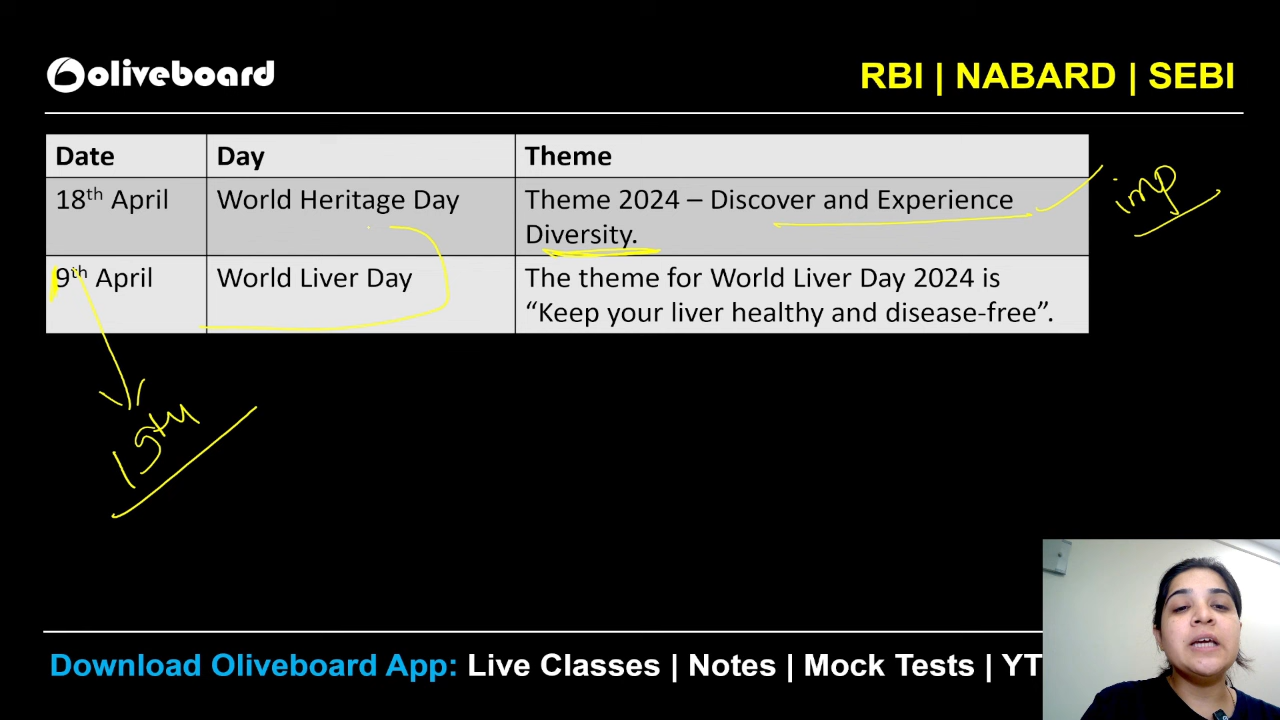 oliveboard
RBI | NABARD | SEBI
Date Day Theme
18th April World Heritage Day Theme 2024 – Discover and Experience
Diversity.
imp
9th April World Liver Day The theme for World Liver Day 2024 is
“Keep your liver healthy and disease-free”.
19th
Download Oliveboard App: Live Classes | Notes | Mock Tests | YT